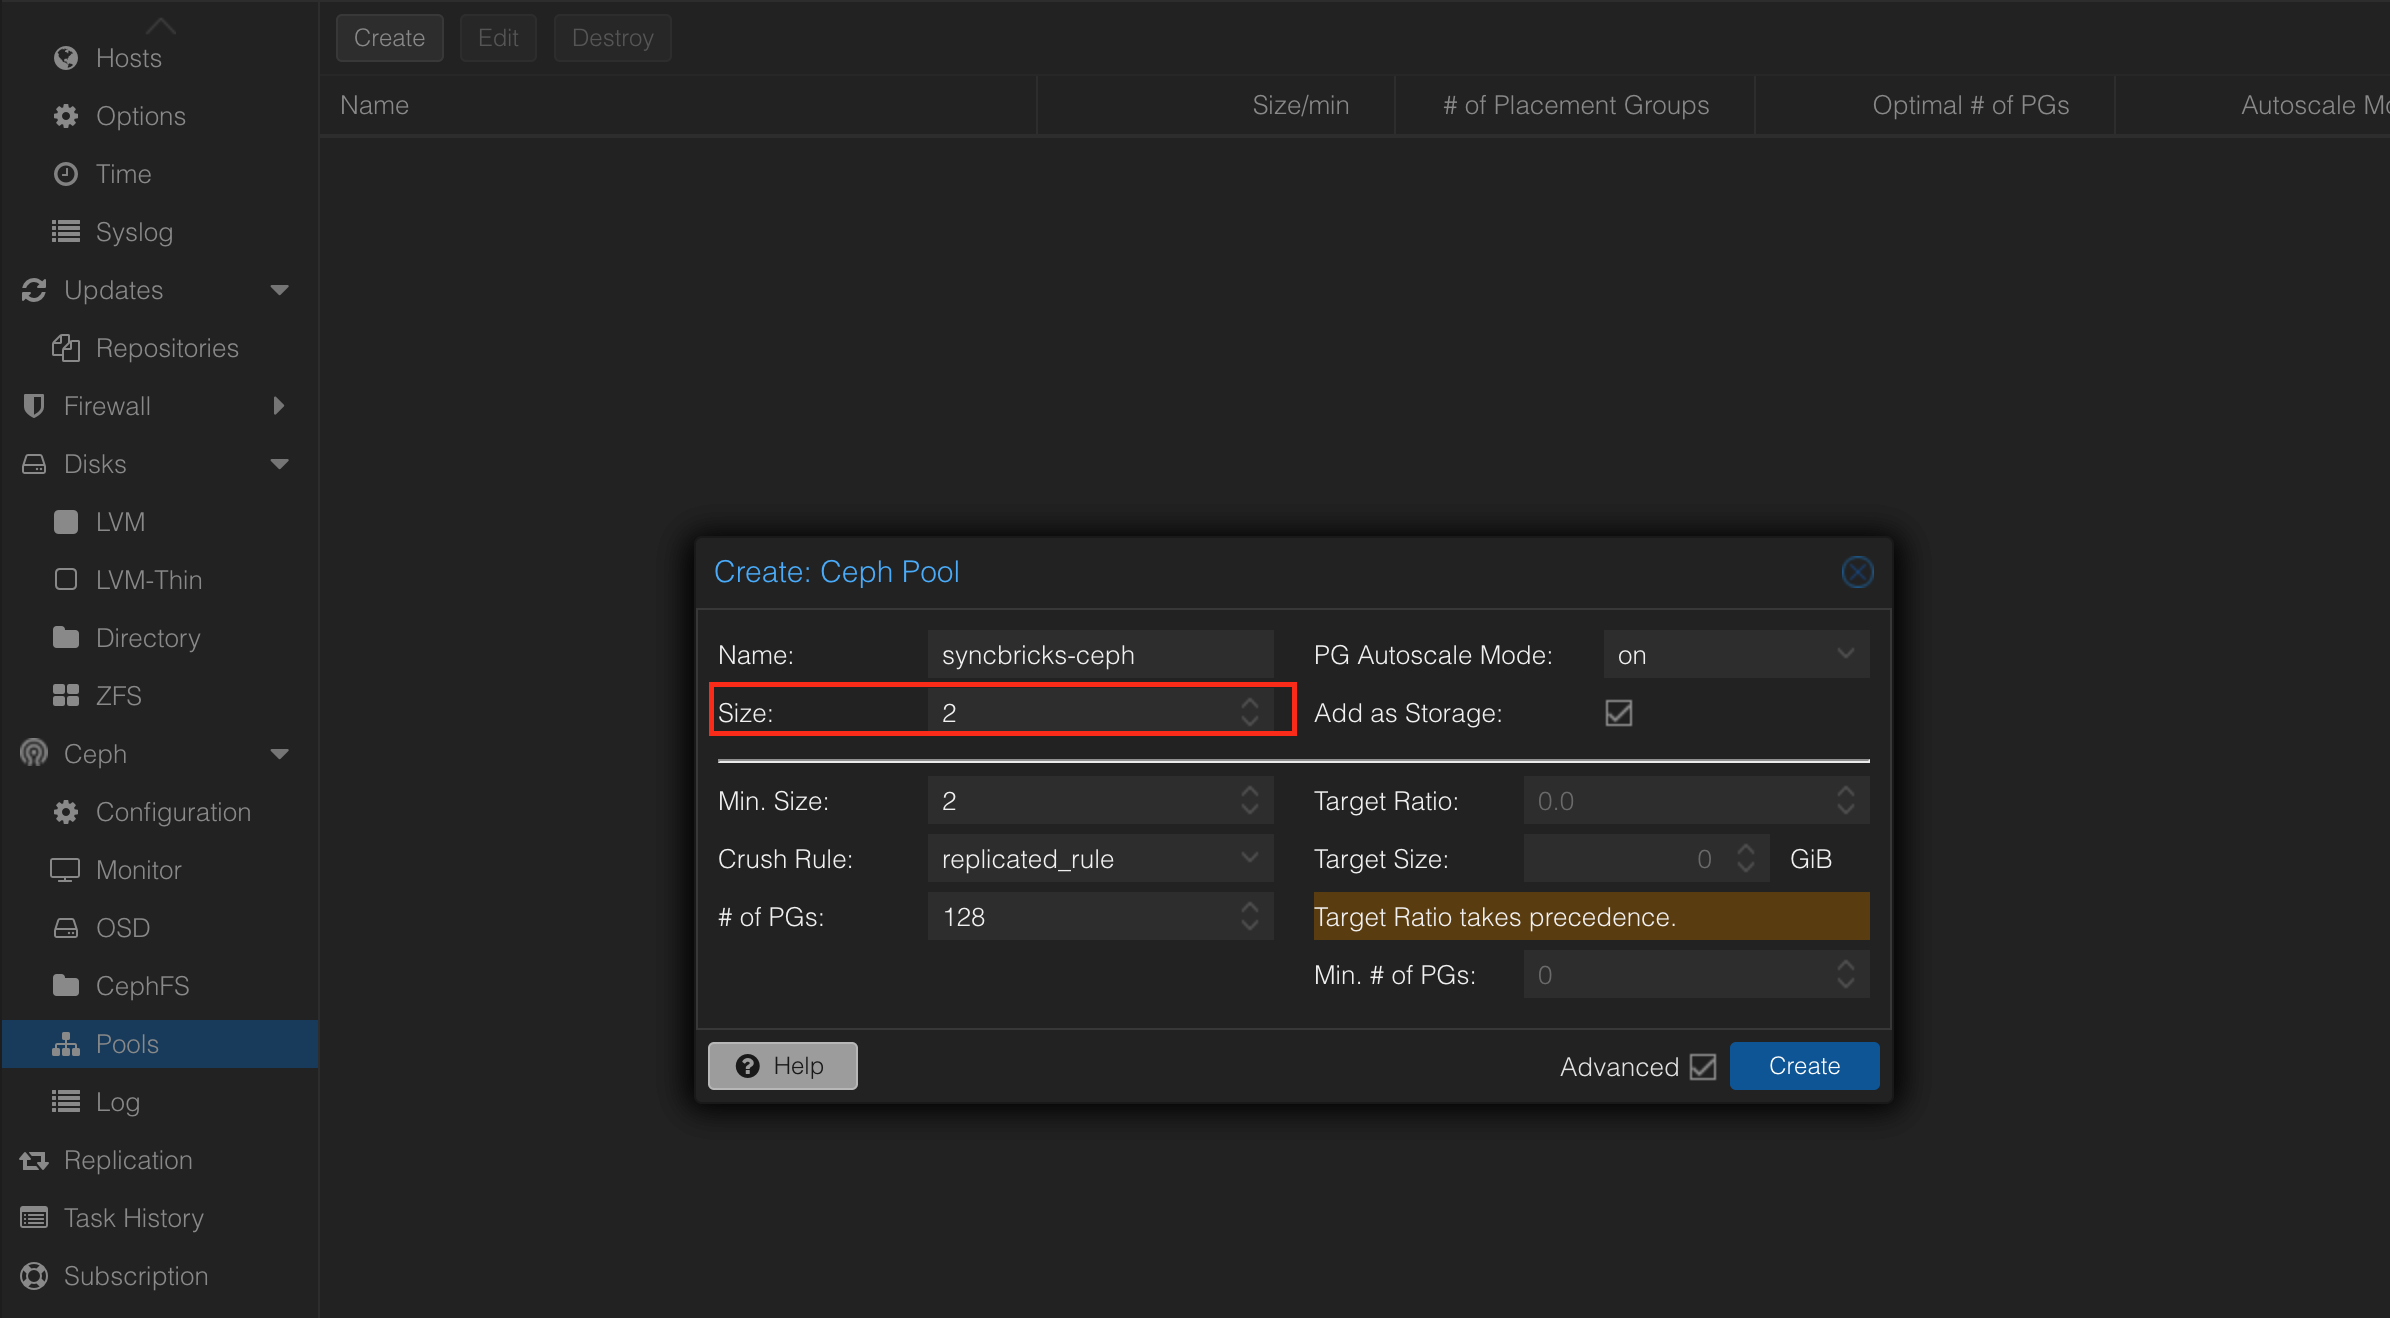 Hosts
Options
Time
Syslog
Updates
Repositories
Firewall
Disks
LVM
LVM-Thin
Directory
ZFS
Ceph
Configuration
Monitor
OSD
CephFS
Pools
Log
Replication
Task History
Subscription
Create Edit Destroy
Name Size/min # of Placement Groups Optimal # of PGs Autoscale
Create: Ceph Pool
Name: syncbricks-ceph PG Autoscale Mode: on
Size: 2 Add as Storage:
Min. Size: 2 Target Ratio: 0.0
Crush Rule: replicated_rule Target Size: 0 GiB
# of PGs: 128 Target Ratio takes precedence.
Min. # of PGs: 0
Help Advanced Create